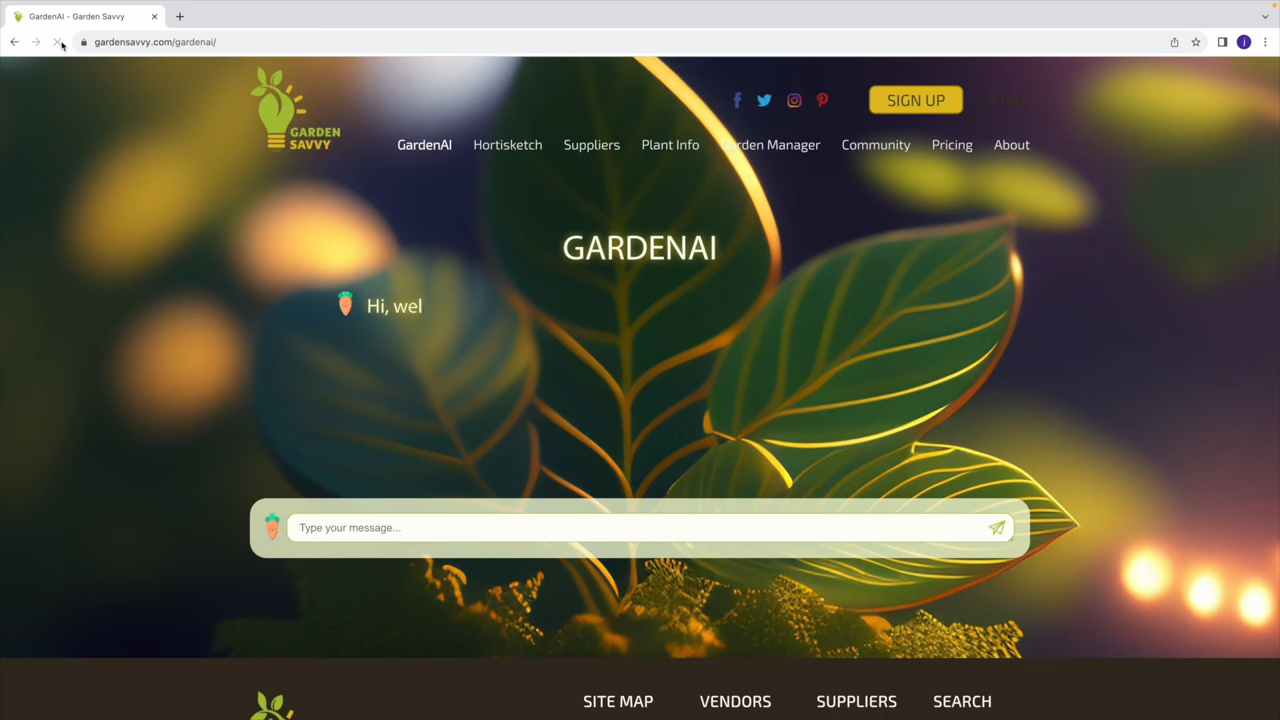 GardenAI - Garden Savvy
gardensavvy.com/gardenai/
j
GARDEN
SAVVY
SIGN UP
Login
GardenAI
Hortisketch
Suppliers
Plant Info
Garden Manager
Community
Pricing
About
GARDENAI
Hi, wel
Type your message...
SITE MAP
VENDORS
SUPPLIERS
SEARCH